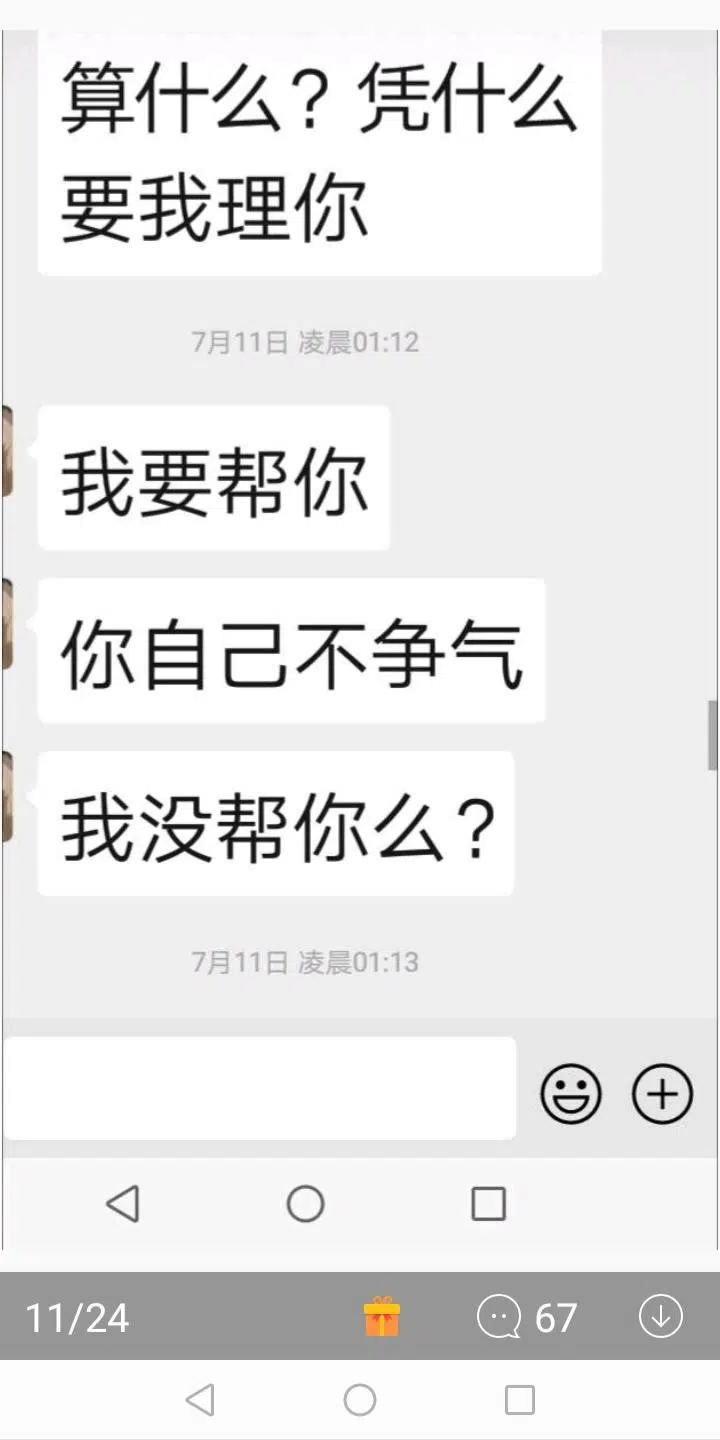 算什么？凭什么
要我理你
7月11日 凌晨01:12
我要帮你
你自己不争气
我没帮你么？
7月11日 凌晨01:13
11/24
67